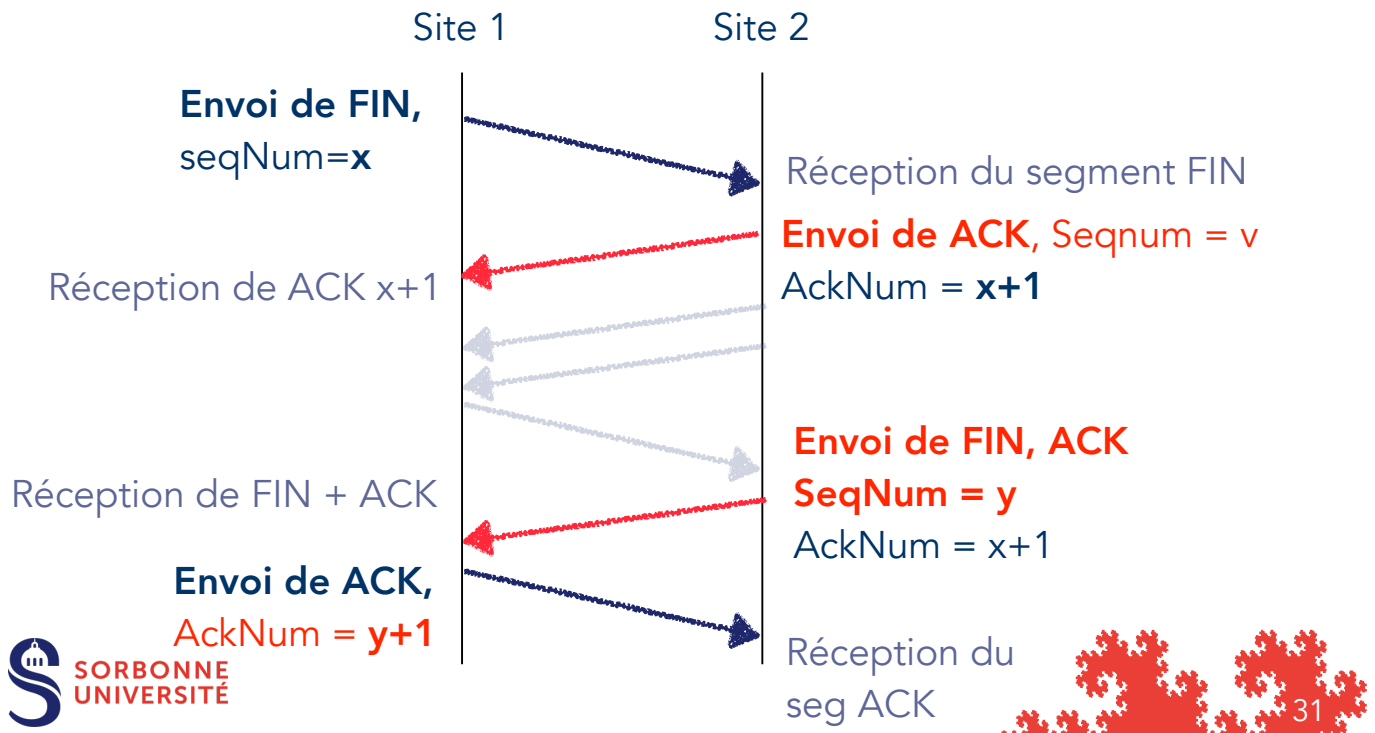 Site 1
Site 2
Envoi de FIN,
seqNum=x
Réception du segment FIN
Envoi de ACK, Seqnum = v
AckNum = x+1
Réception de ACK x+1
Envoi de FIN, ACK
SeqNum = y
AckNum = x+1
Réception de FIN + ACK
Envoi de ACK,
AckNum = y+1
Réception du
seg ACK
SORBONNE
UNIVERSITÉ
31